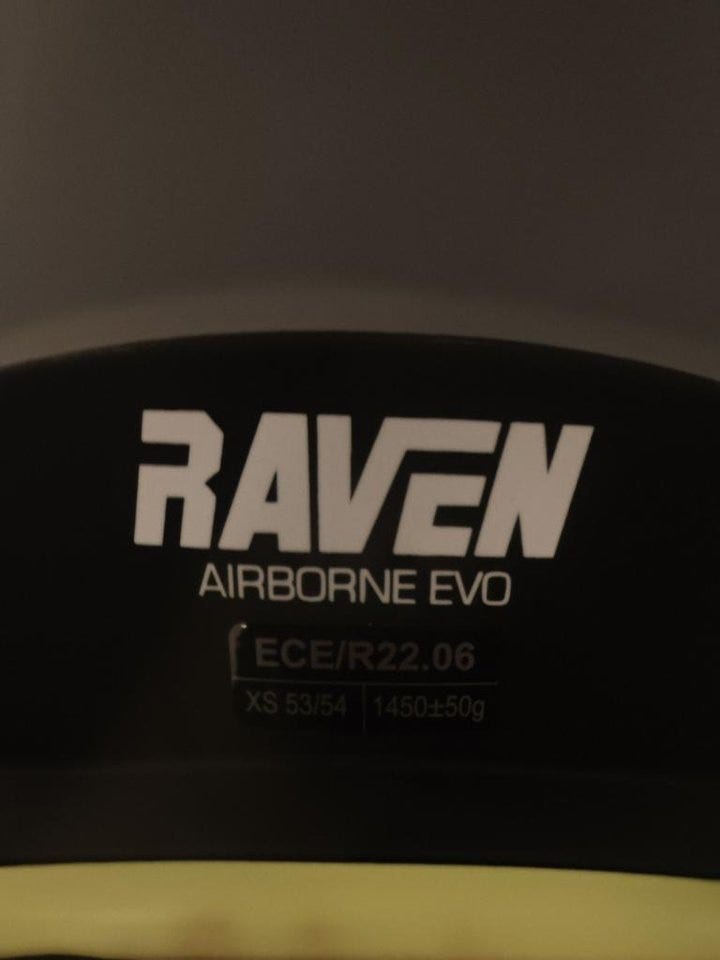 RAVEN
AIRBORNE EVO
ECE/R22.06
XS 53/54 1450±50g